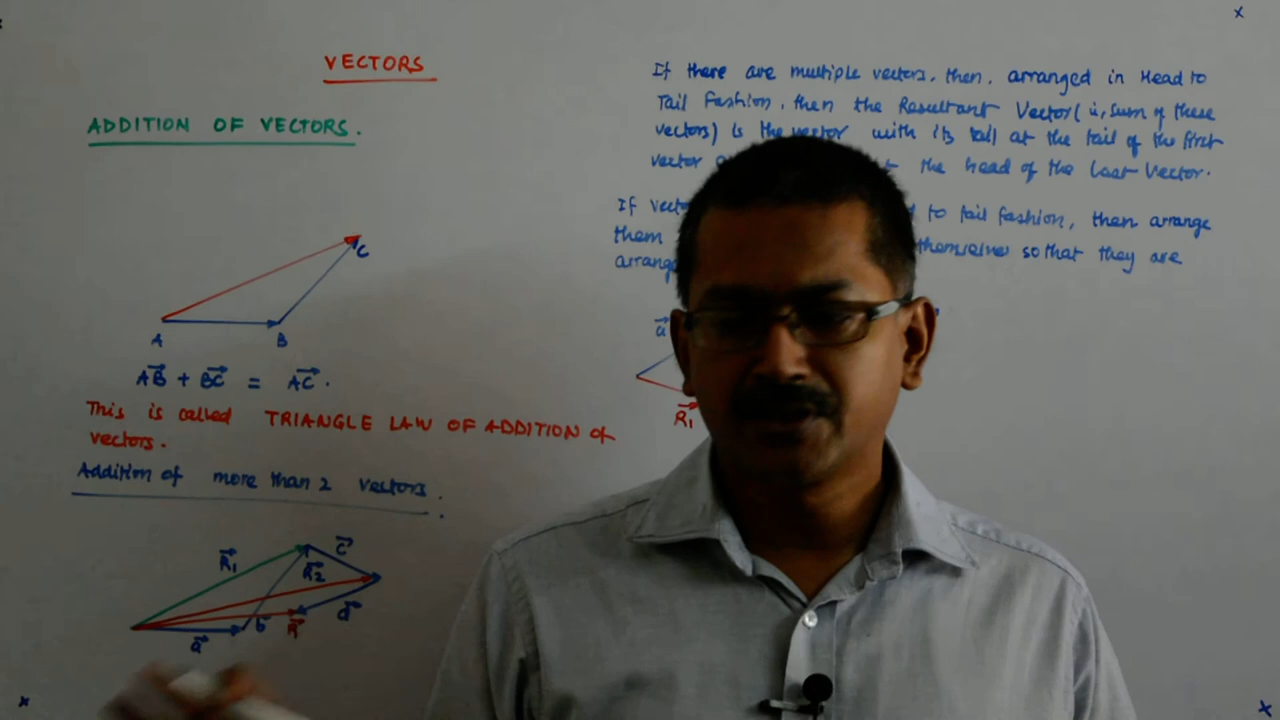 VECTORS
ADDITION OF VECTORS.
C
A B
AB + BC = AC.
This is called TRIANGLE LAW OF ADDITION OF
vectors.
Addition of more than 2 vectors.
R1 c
R2
a b R d
If there are multiple vectors, then, arranged in Head to
Tail Fashion, then the Resultant Vector (i, Sum of these
vectors) is the vector with its tail at the tail of the first
vector the head of the Last Vector.
If to tail fashion, then arrange
them themselves so that they are
a
R1